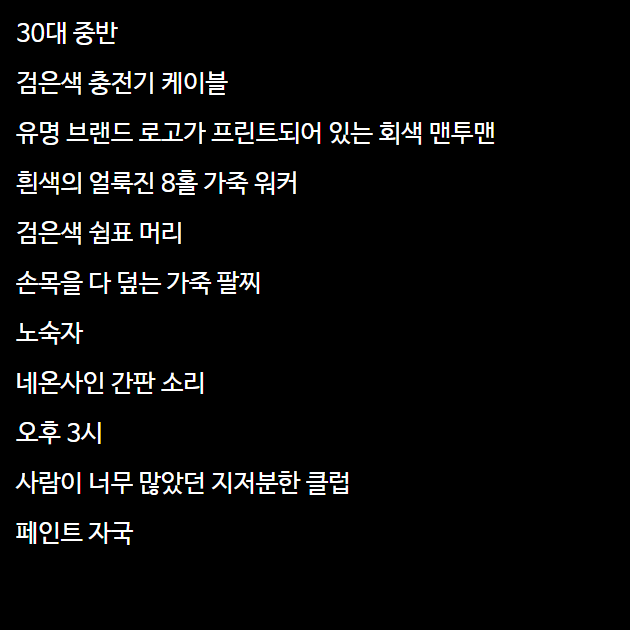 30대 중반
검은색 충전기 케이블
유명 브랜드 로고가 프린트되어 있는 회색 맨투맨
흰색의 얼룩진 8홀 가죽 워커
검은색 쉼표 머리
손목을 다 덮는 가죽 팔찌
노숙자
네온사인 간판 소리
오후 3시
사람이 너무 많았던 지저분한 클럽
페인트 자국